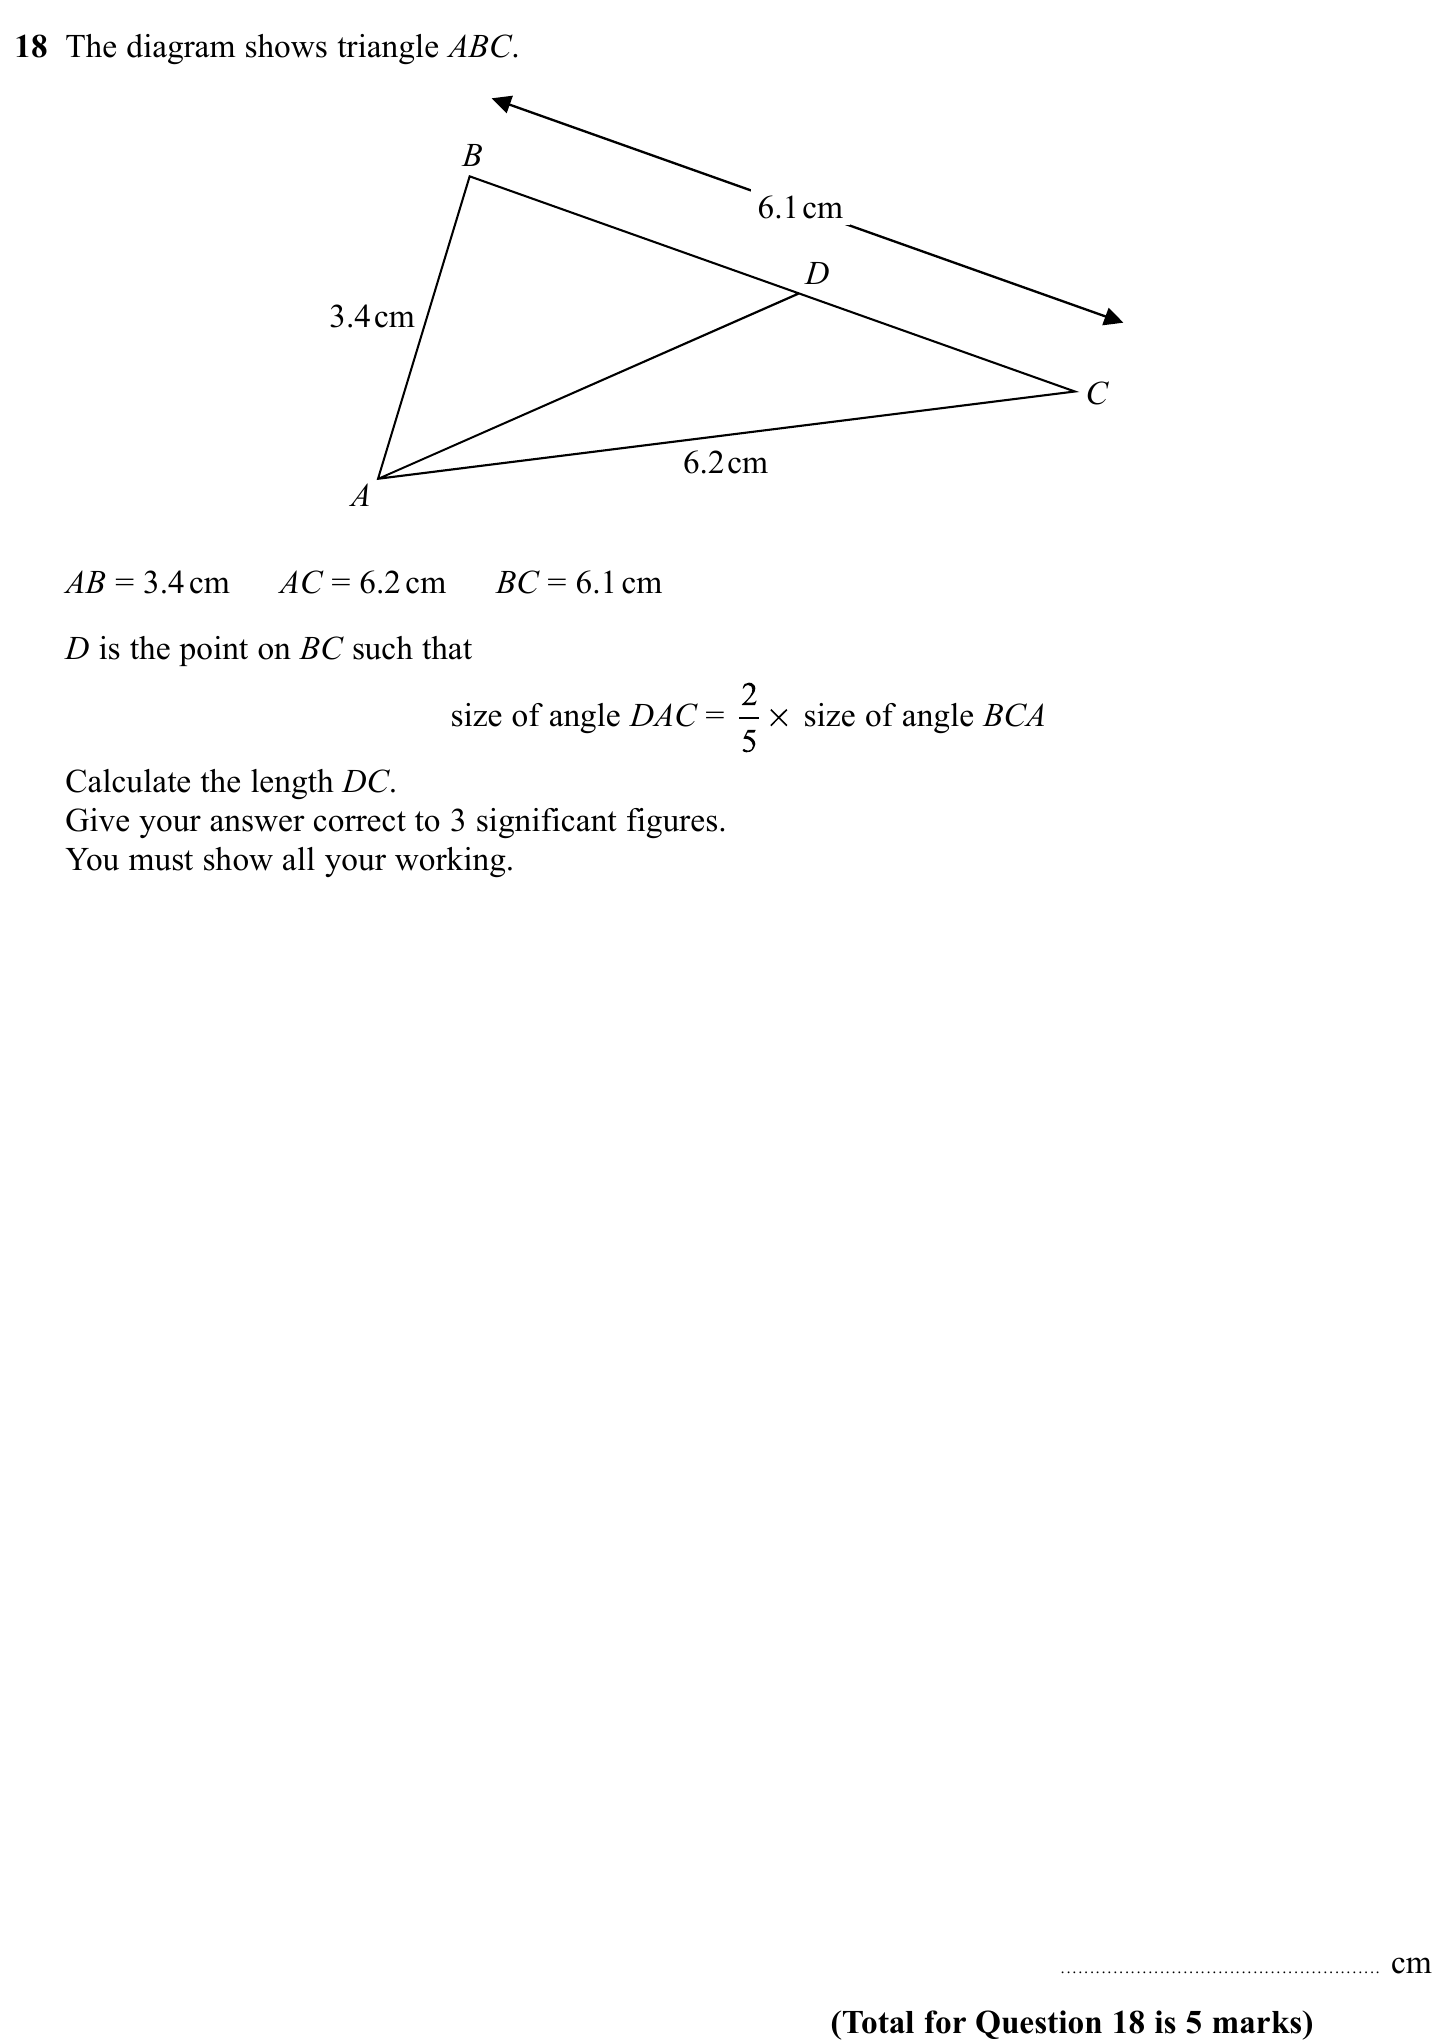 18 The diagram shows triangle ABC.
B
6.1 cm
D
3.4 cm
C
6.2 cm
A
AB = 3.4 cm AC = 6.2 cm BC = 6.1 cm
D is the point on BC such that
size of angle DAC = 2/5 × size of angle BCA
Calculate the length DC.
Give your answer correct to 3 significant figures.
You must show all your working.
...................................................... cm
(Total for Question 18 is 5 marks)